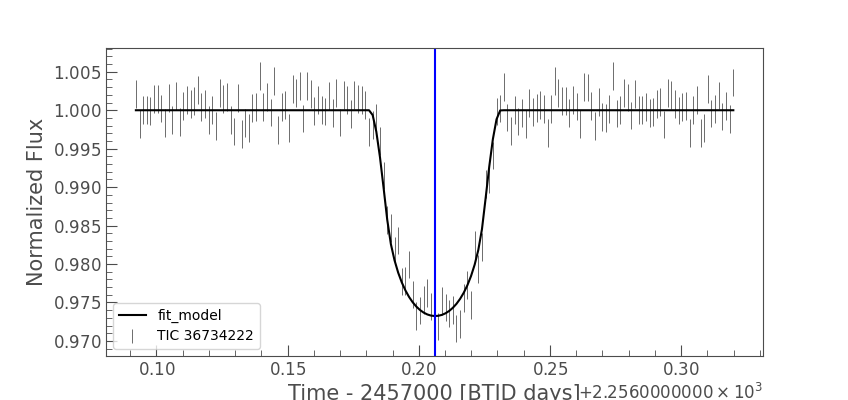 Normalized Flux
1.005
1.000
0.995
0.990
0.985
0.980
0.975
0.970
fit_model
TIC 36734222
0.10 0.15 0.20 0.25 0.30
Time - 2457000 [BTJD days]
+2.2560000000 × 10³